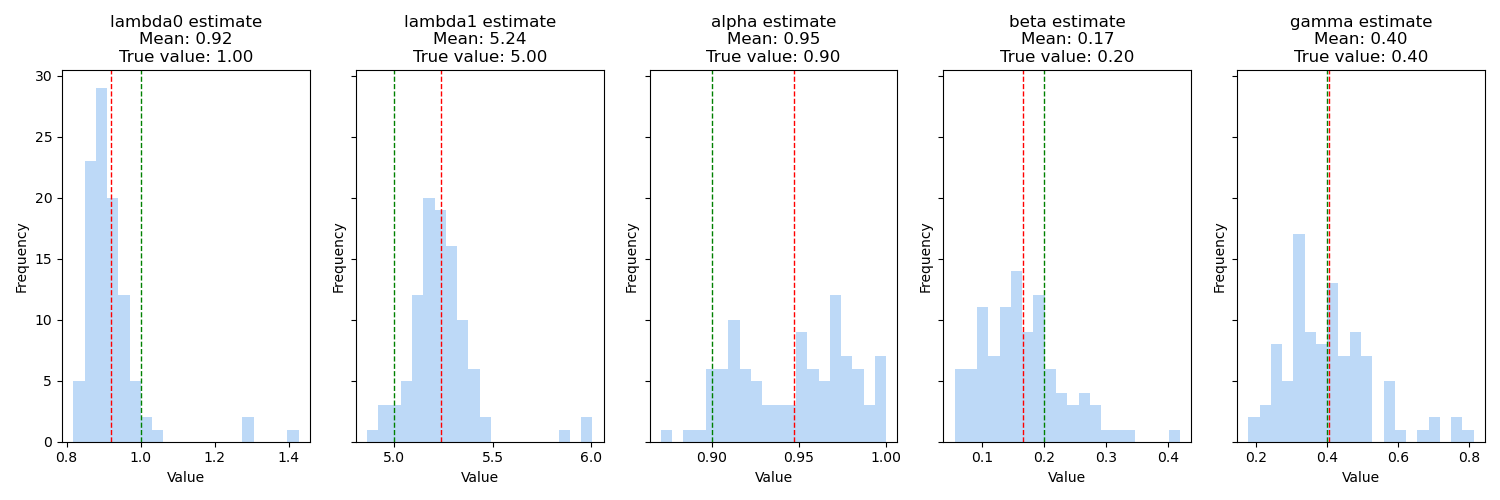 lambda0 estimate
Mean: 0.92
True value: 1.00
lambda1 estimate
Mean: 5.24
True value: 5.00
alpha estimate
Mean: 0.95
True value: 0.90
beta estimate
Mean: 0.17
True value: 0.20
gamma estimate
Mean: 0.40
True value: 0.40
30
25
20
15
10
5
0
Frequency
0.8 1.0 1.2 1.4
Value
Frequency
5.0 5.5 6.0
Value
Frequency
0.90 0.95 1.00
Value
Frequency
0.1 0.2 0.3 0.4
Value
Frequency
0.2 0.4 0.6 0.8
Value